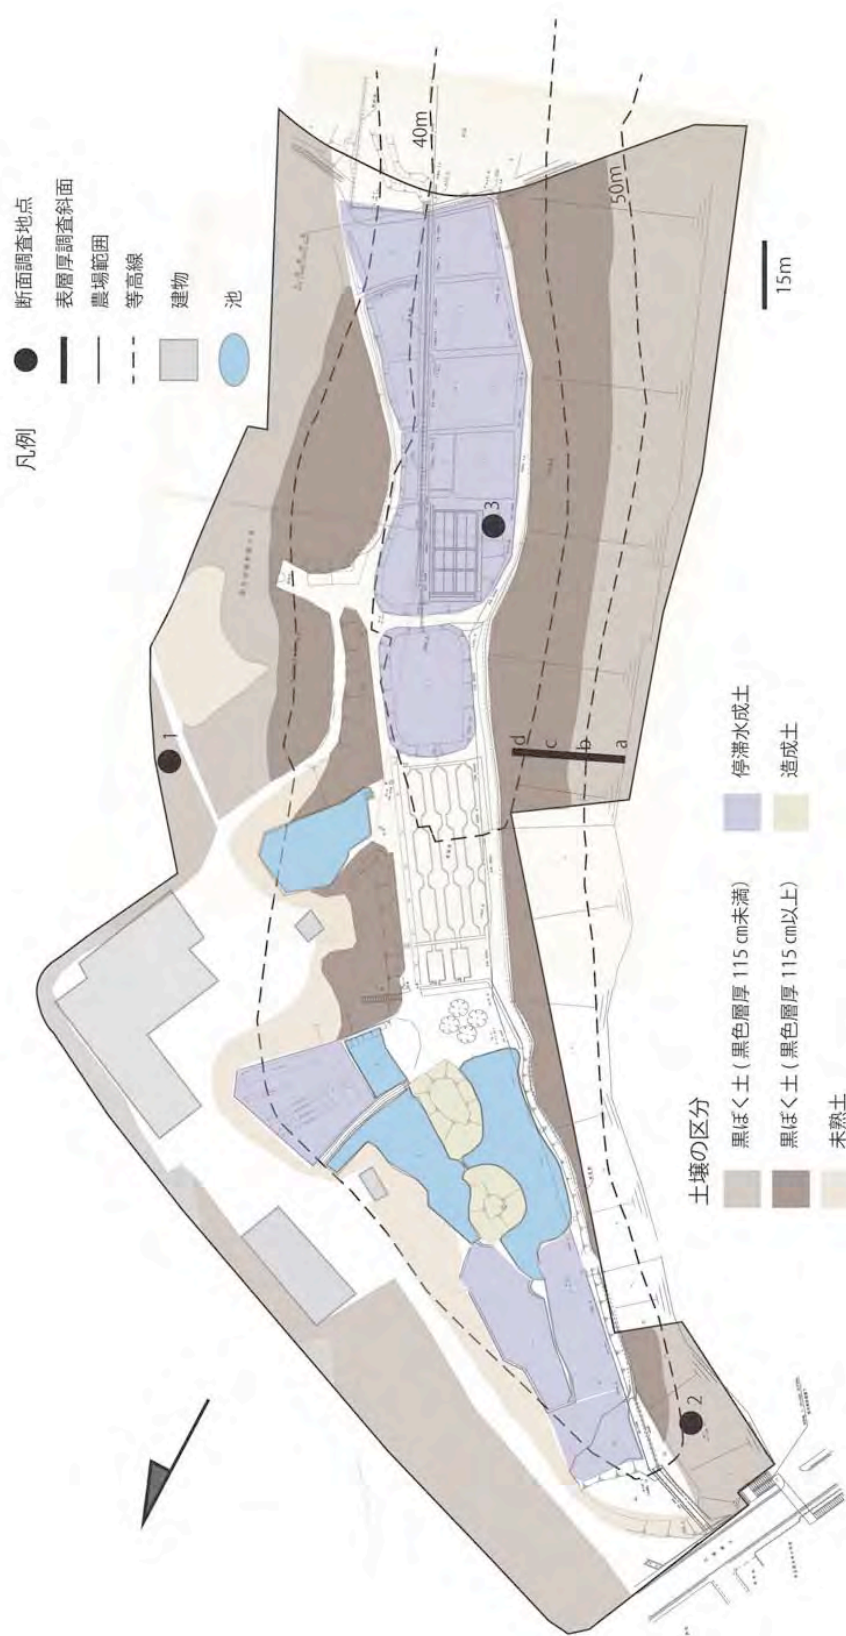 凡例
断面調査地点
表層厚調査斜面
農場範囲
等高線
建物
池
40m
50m
15m
1
3
d
c
b
a
2
土壌の区分
黒ぼく土 ( 黒色層厚 115 ㎝未満)
黒ぼく土 ( 黒色層厚 115 ㎝以上)
未熟土
停滞水成土
造成土